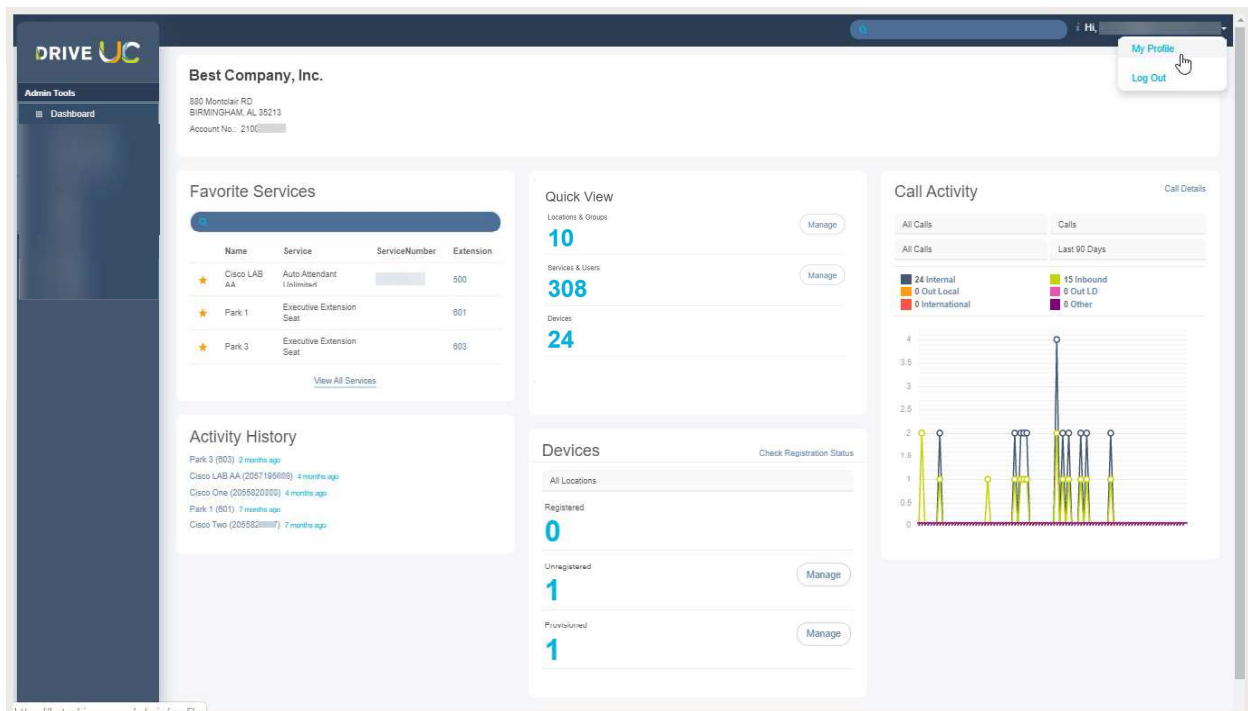 DRIVE UC
Hi,
My Profile
Log Out
Admin Tools
Dashboard
Best Company, Inc.
880 Montclair RD
BIRMINGHAM, AL 35213
Account No.: 2100
Favorite Services
Name Service ServiceNumber Extension
Cisco LAB AA Auto Attendant Unlimited 500
Park 1 Executive Extension Seat 601
Park 3 Executive Extension Seat 603
View All Services
Activity History
Park 3 (603) 2 months ago
Cisco LAB AA (2057195) 4 months ago
Cisco One (2055820) 4 months ago
Park 1 (601) 7 months ago
Cisco Two (205582 7) 7 months ago
Quick View
Locations & Groups
10
Manage
Services & Users
308
Manage
Devices
24
Devices
Check Registration Status
All Locations
Registered
0
Unregistered
1
Manage
Provisioned
1
Manage
Call Activity
Call Details
All Calls Calls
All Calls Last 90 Days
24 Internal 15 Inbound
0 Out Local 0 Out LD
0 International 0 Other
4
3.5
3
2.5
2
1.5
1
0.5
0